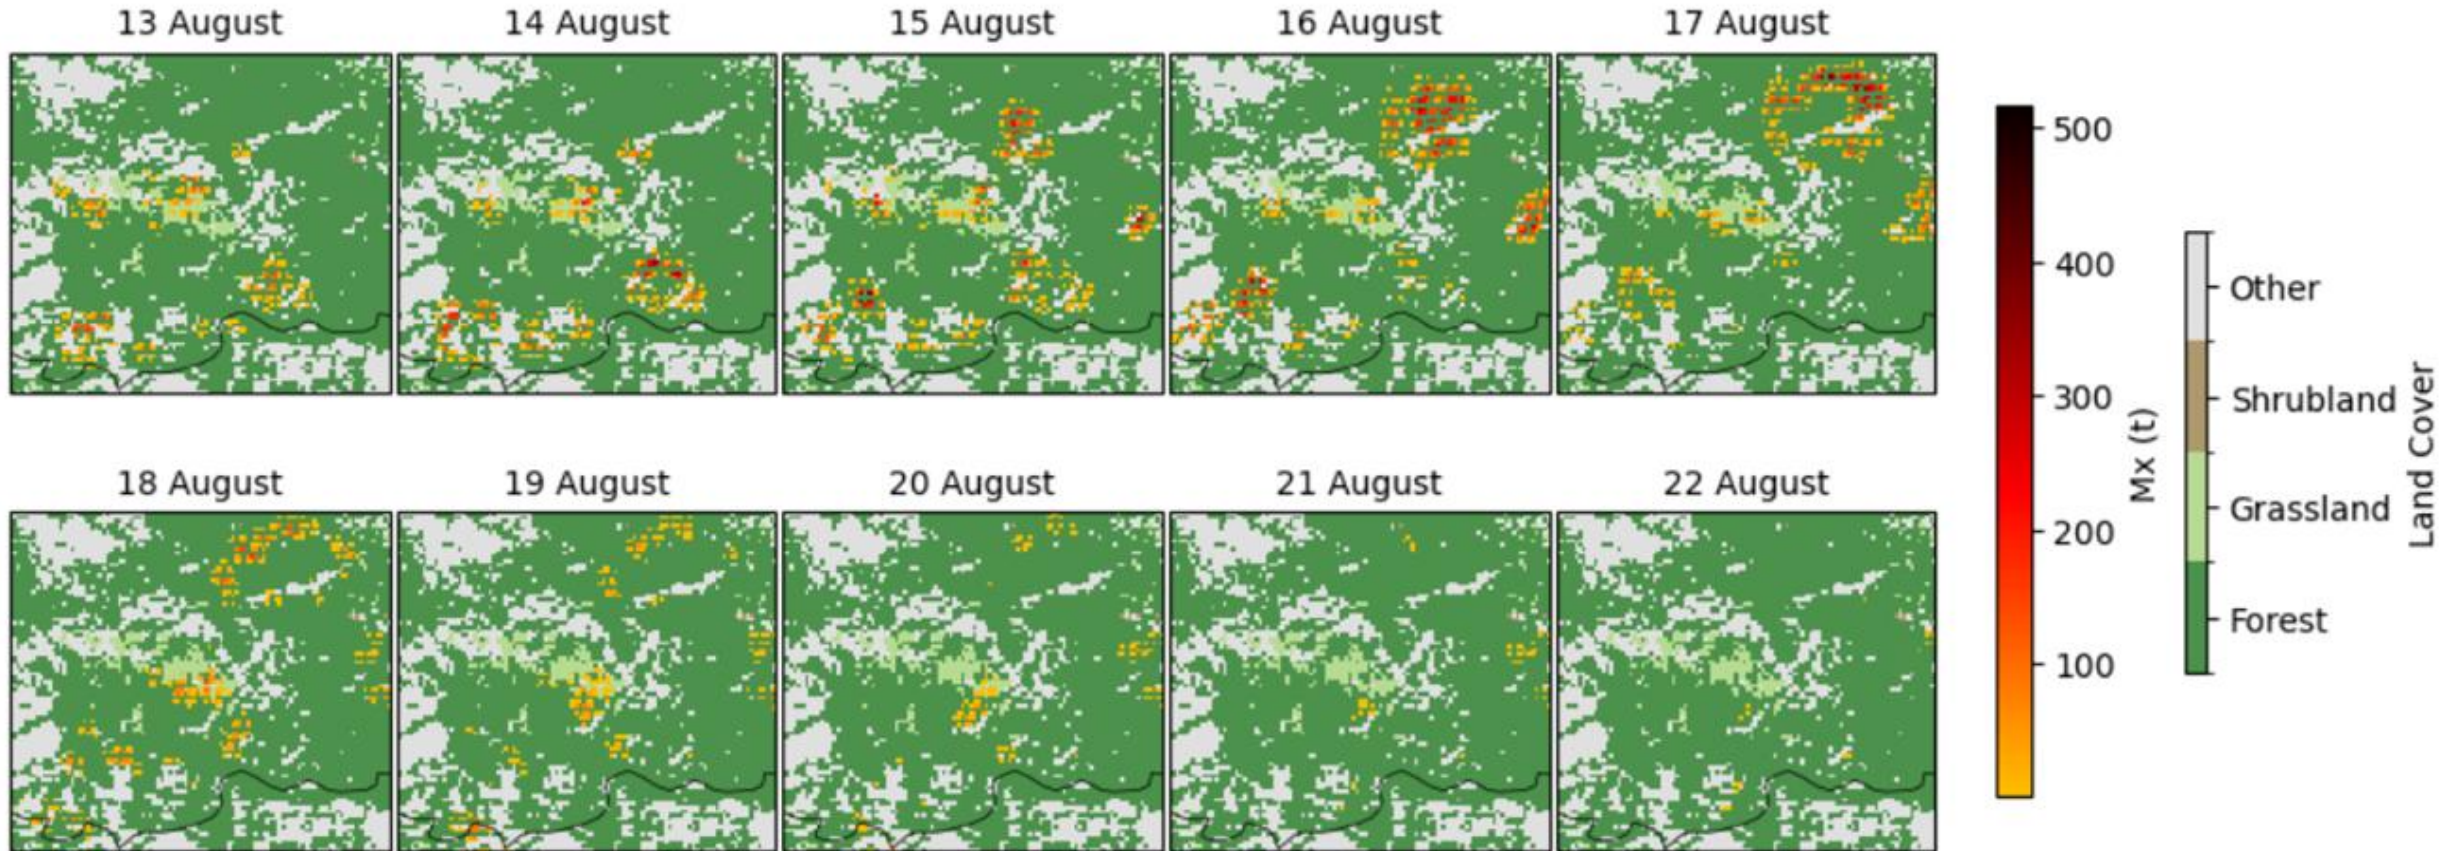 13 August
14 August
15 August
16 August
17 August
18 August
19 August
20 August
21 August
22 August
500
400
300
200
100
Mx (t)
Other
Shrubland
Grassland
Forest
Land Cover